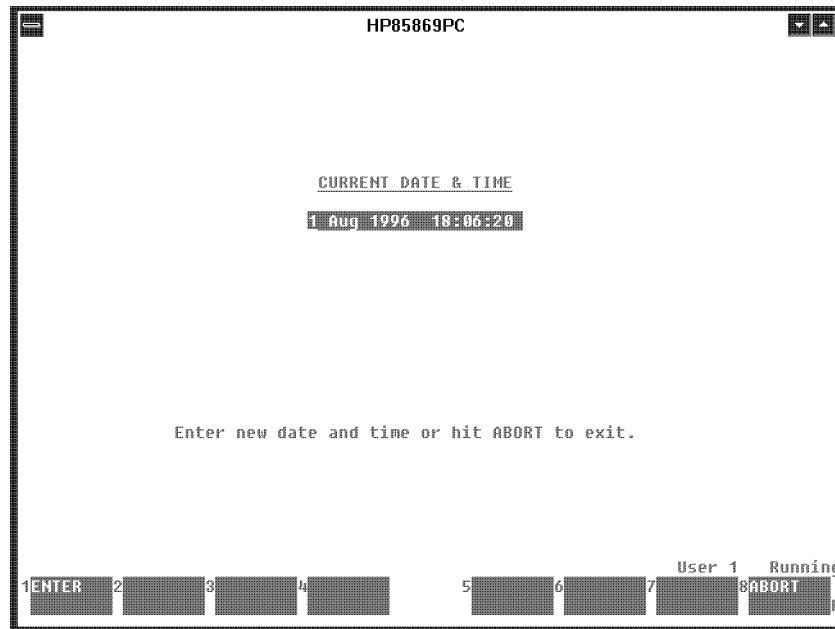 HP85869PC
CURRENT DATE & TIME
1 Aug 1996  18:06:20
Enter new date and time or hit ABORT to exit.
User 1   Running
1ENTER 2 3 4 5 6 7 8ABORT